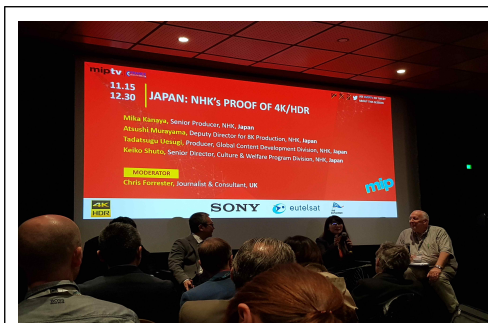 miptv
11.15
12.30
JAPAN: NHK's PROOF OF 4K/HDR
Mika Kanaya, Senior Producer, NHK, Japan
Atsushi Murayama, Deputy Director for 8K Production, NHK, Japan
Tadatsugu Uesugi, Producer, Global Content Development Division, NHK, Japan
Keiko Shuto, Senior Director, Culture & Welfare Program Division, NHK, Japan
MODERATOR
Chris Forrester, Journalist & Consultant, UK
mip
4K
HDR
SONY
eutelsat